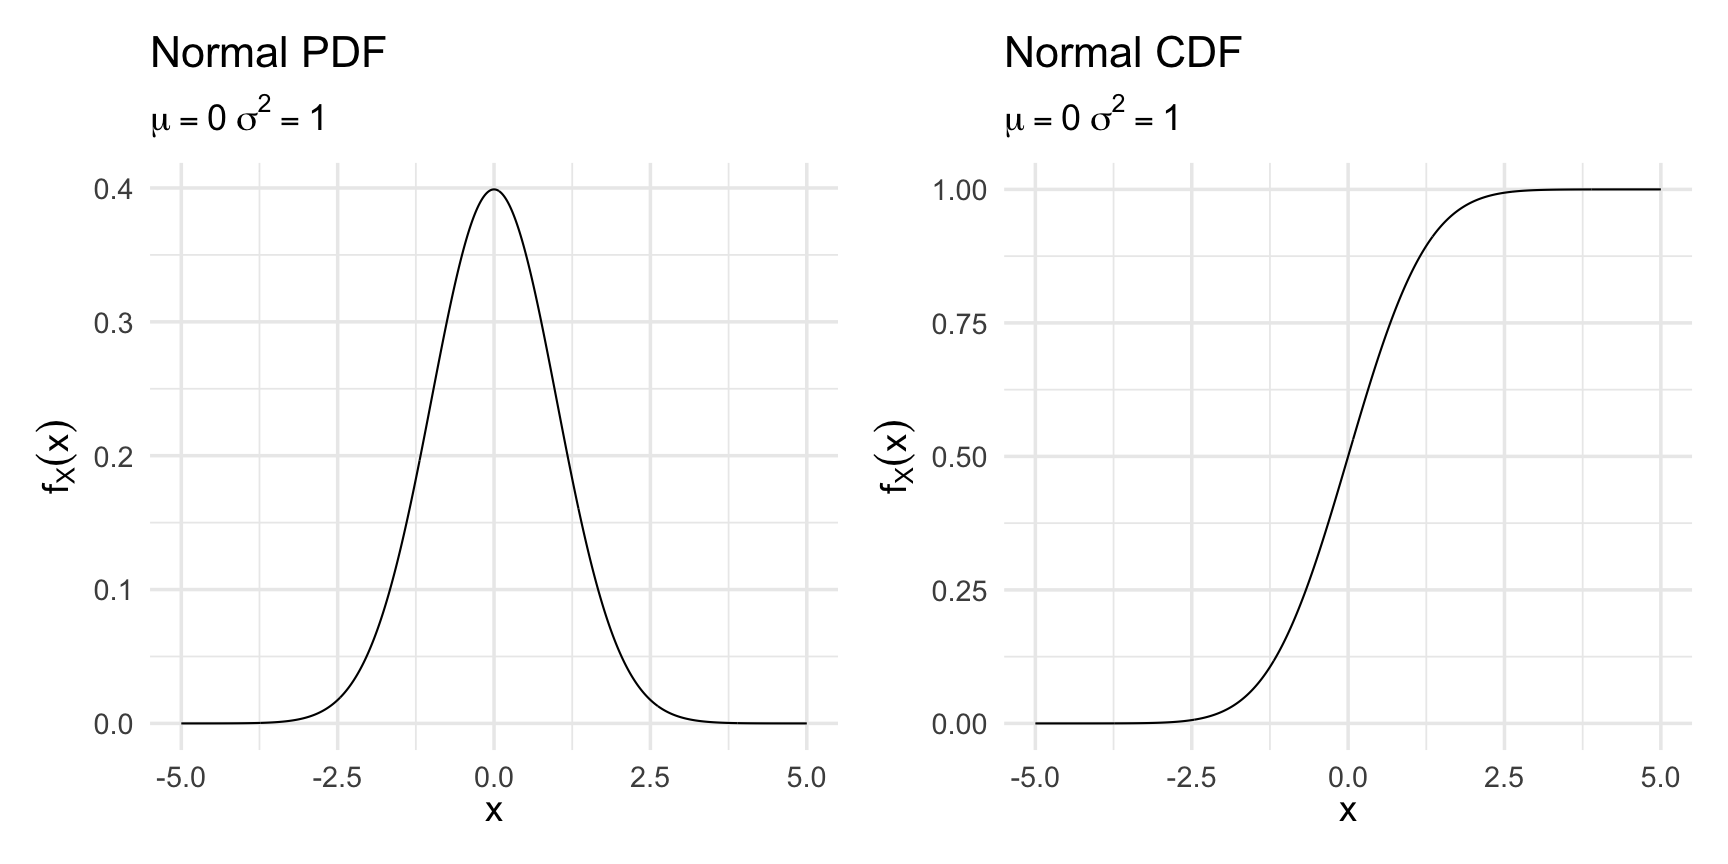 Normal PDF
μ = 0 σ² = 1
0.4
0.3
0.2
0.1
0.0
fX(x)
-5.0 -2.5 0.0 2.5 5.0
x
Normal CDF
μ = 0 σ² = 1
1.00
0.75
0.50
0.25
0.00
fX(x)
-5.0 -2.5 0.0 2.5 5.0
x